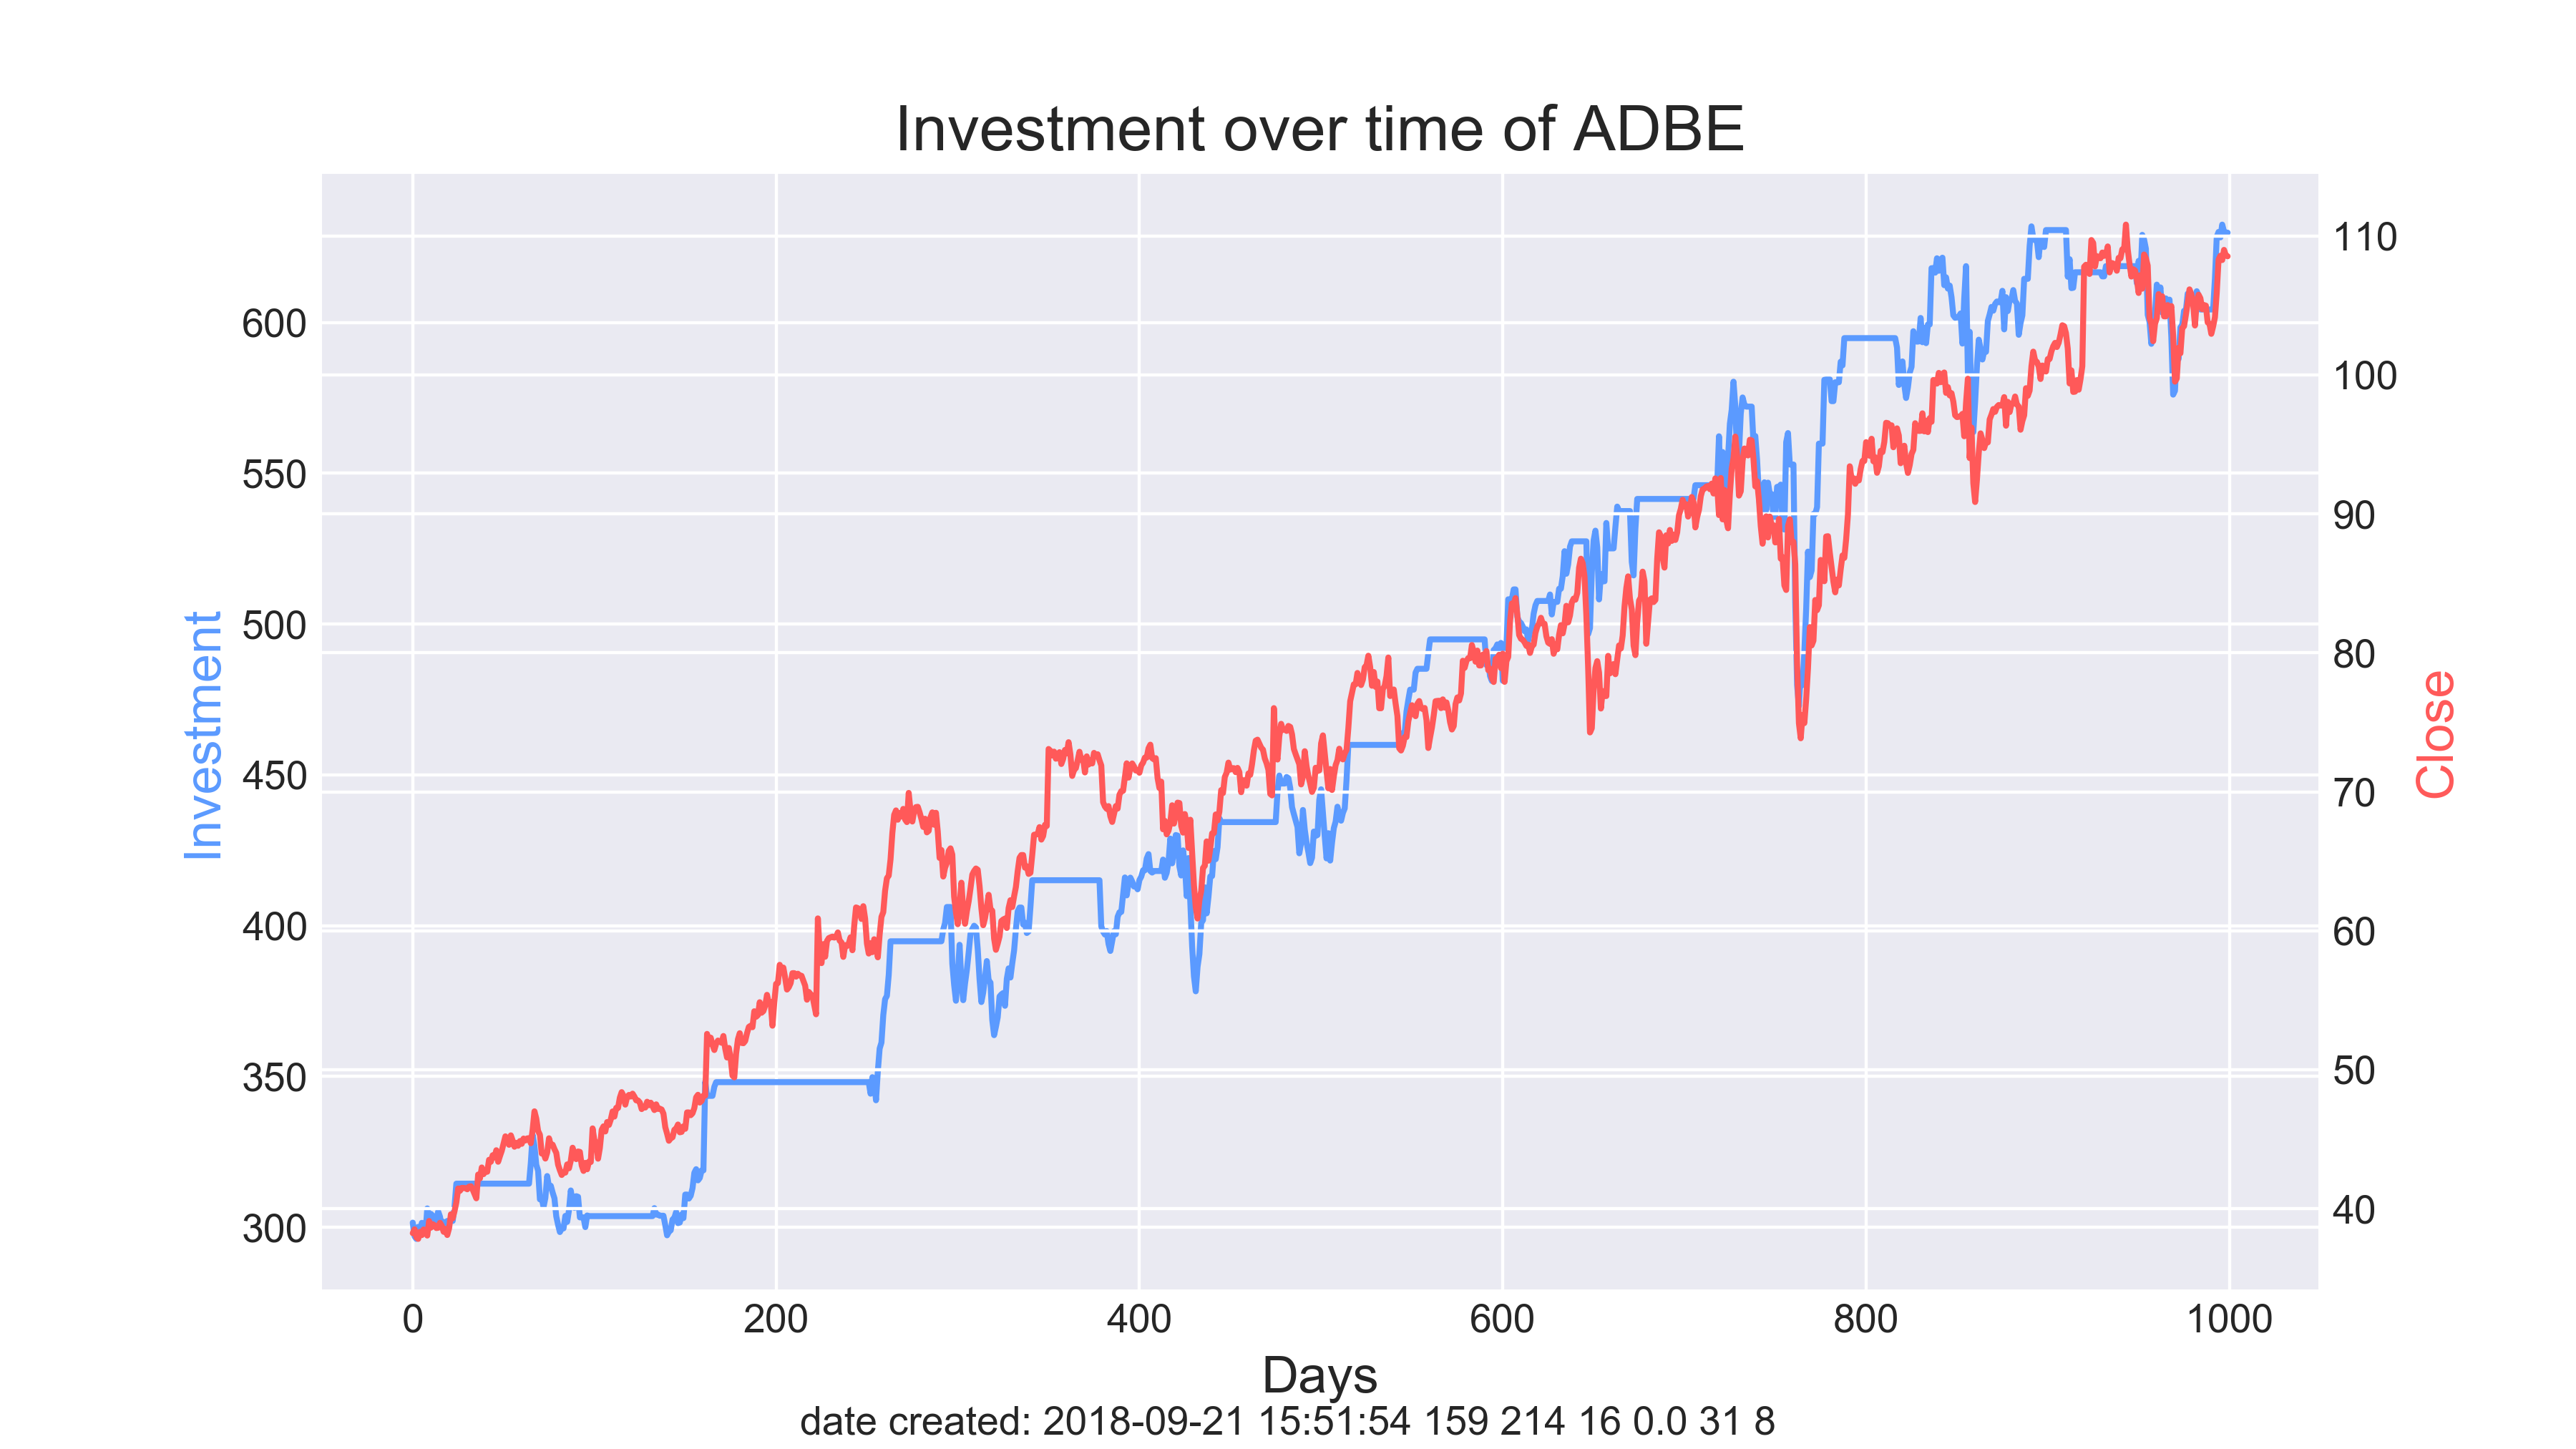 Investment over time of ADBE
Investment
600
550
500
450
400
350
300
110
100
90
80
70
60
50
40
Close
0 200 400 600 800 1000
Days
date created: 2018-09-21 15:51:54 159 214 16 0.0 31 8